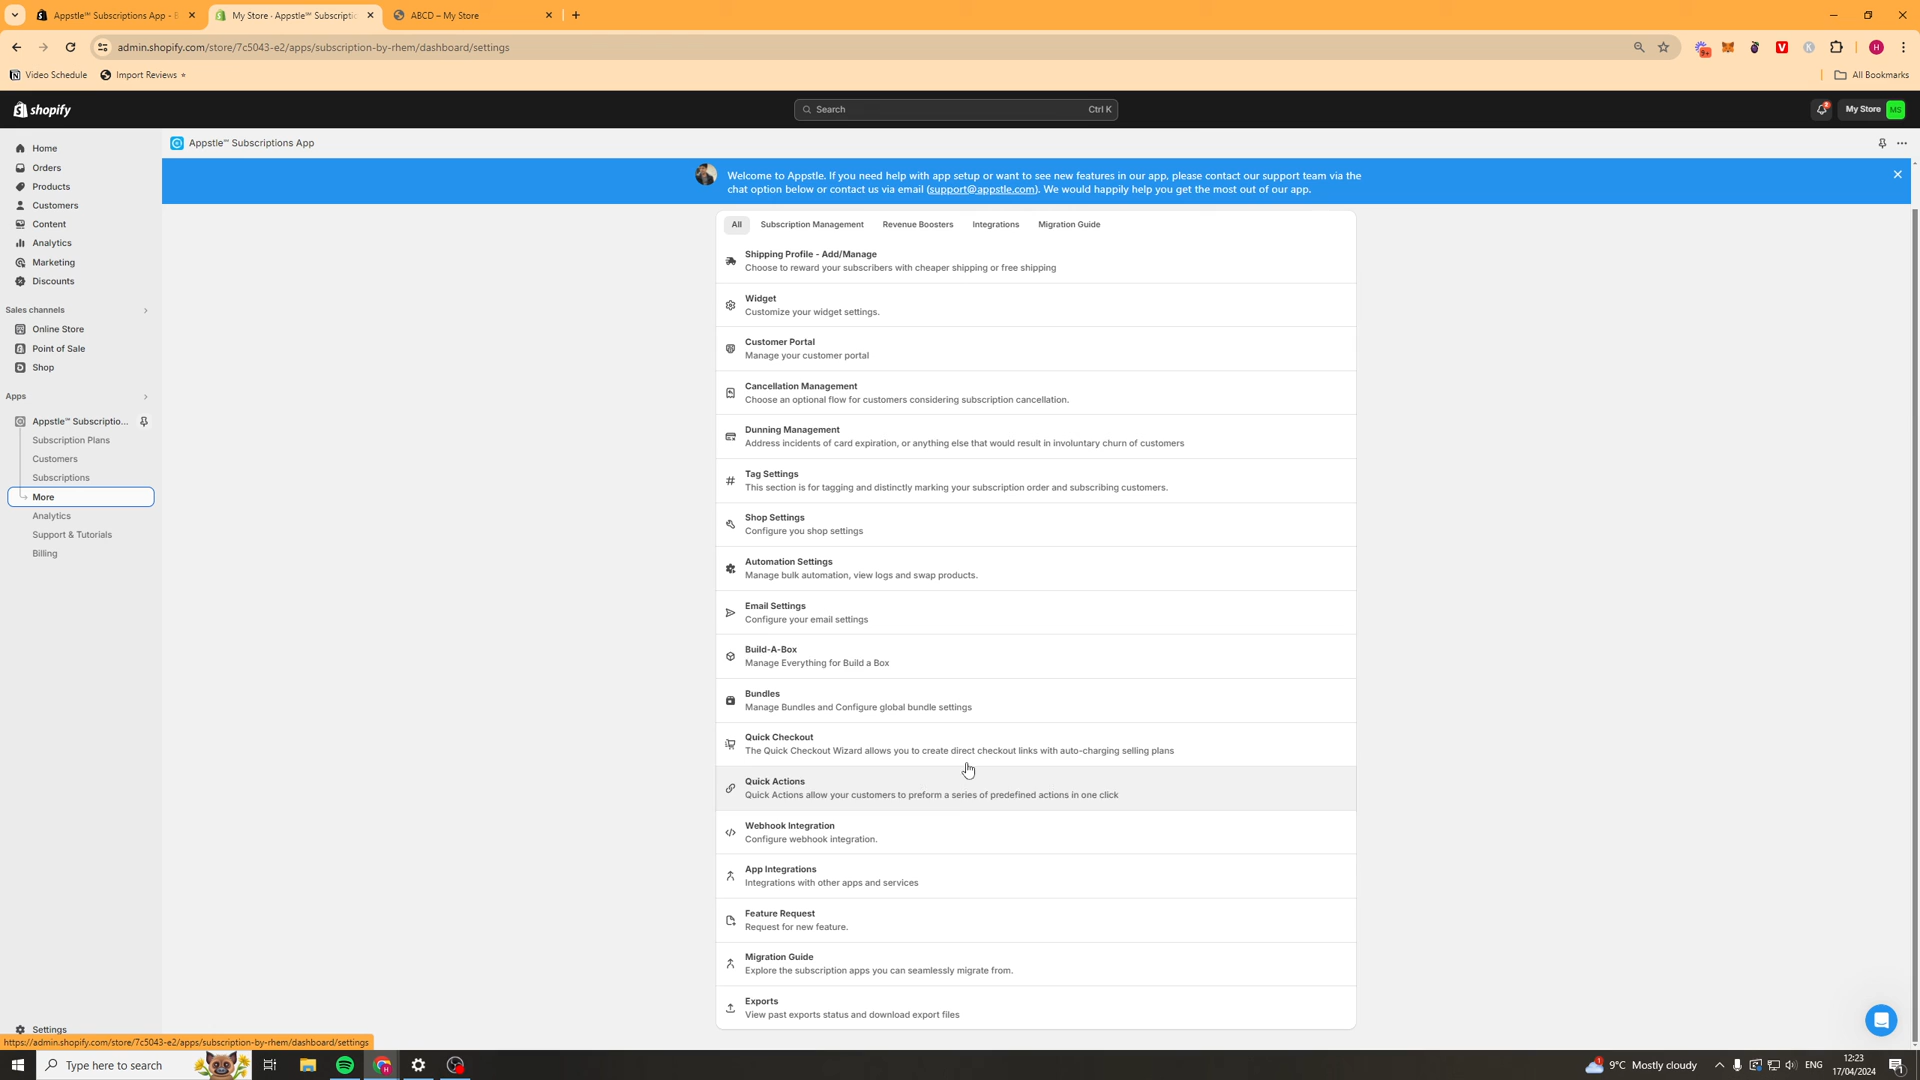 Appstle℠ Subscriptions App - E
My Store · Appstle℠ Subscriptic
ABCD – My Store
admin.shopify.com/store/7c5043-e2/apps/subscription-by-rhem/dashboard/settings
Video Schedule
Import Reviews
All Bookmarks
shopify
Search
Ctrl K
My Store
MS
Home
Orders
Products
Customers
Content
Analytics
Marketing
Discounts
Sales channels
Online Store
Point of Sale
Shop
Apps
Appstle℠ Subscriptio...
Subscription Plans
Customers
Subscriptions
More
Analytics
Support & Tutorials
Billing
Settings
Appstle℠ Subscriptions App
Welcome to Appstle. If you need help with app setup or want to see new features in our app, please contact our support team via the
chat option below or contact us via email (support@appstle.com). We would happily help you get the most out of our app.
All Subscription Management Revenue Boosters Integrations Migration Guide
Shipping Profile - Add/Manage
Choose to reward your subscribers with cheaper shipping or free shipping
Widget
Customize your widget settings.
Customer Portal
Manage your customer portal
Cancellation Management
Choose an optional flow for customers considering subscription cancellation.
Dunning Management
Address incidents of card expiration, or anything else that would result in involuntary churn of customers
Tag Settings
This section is for tagging and distinctly marking your subscription order and subscribing customers.
Shop Settings
Configure you shop settings
Automation Settings
Manage bulk automation, view logs and swap products.
Email Settings
Configure your email settings
Build-A-Box
Manage Everything for Build a Box
Bundles
Manage Bundles and Configure global bundle settings
Quick Checkout
The Quick Checkout Wizard allows you to create direct checkout links with auto-charging selling plans
Quick Actions
Quick Actions allow your customers to preform a series of predefined actions in one click
Webhook Integration
Configure webhook integration.
App Integrations
Integrations with other apps and services
Feature Request
Request for new feature.
Migration Guide
Explore the subscription apps you can seamlessly migrate from.
Exports
View past exports status and download export files
https://admin.shopify.com/store/7c5043-e2/apps/subscription-by-rhem/dashboard/settings
Type here to search
9°C Mostly cloudy
ENG
12:23
17/04/2024